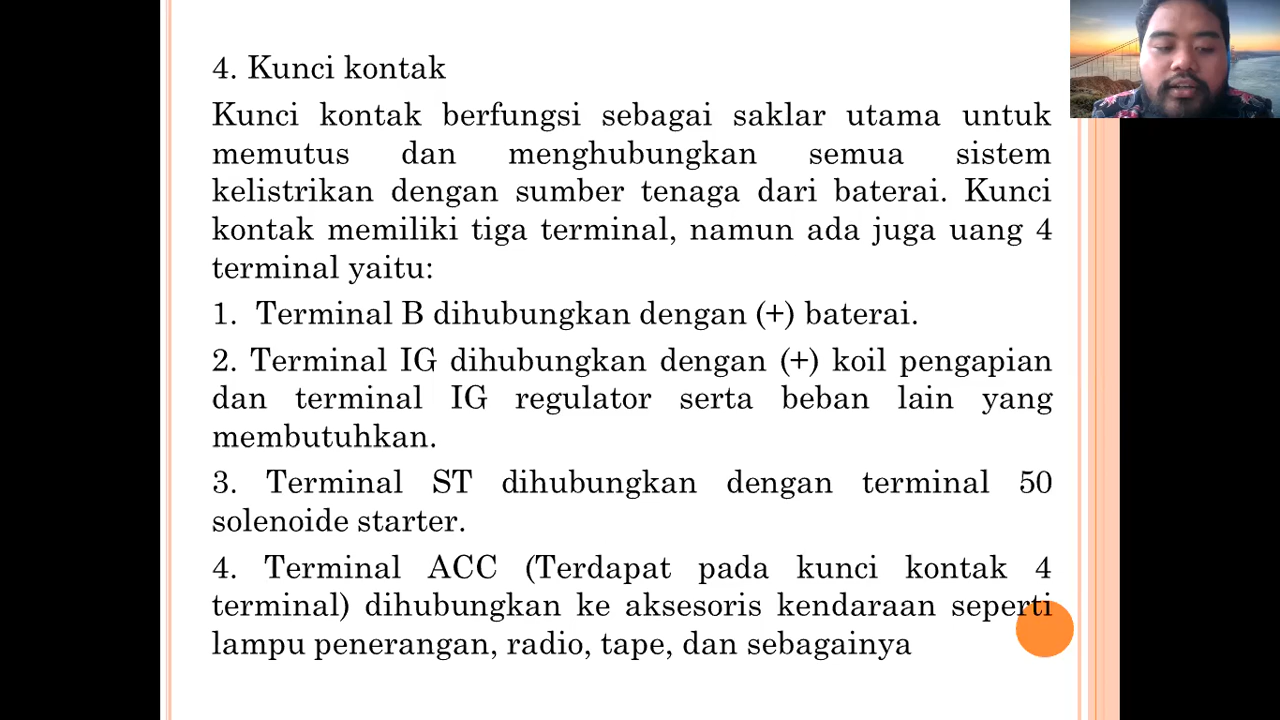 4. Kunci kontak
Kunci kontak berfungsi sebagai saklar utama untuk
memutus dan menghubungkan semua sistem
kelistrikan dengan sumber tenaga dari baterai. Kunci
kontak memiliki tiga terminal, namun ada juga uang 4
terminal yaitu:
1. Terminal B dihubungkan dengan (+) baterai.
2. Terminal IG dihubungkan dengan (+) koil pengapian
dan terminal IG regulator serta beban lain yang
membutuhkan.
3. Terminal ST dihubungkan dengan terminal 50
solenoide starter.
4. Terminal ACC (Terdapat pada kunci kontak 4
terminal) dihubungkan ke aksesoris kendaraan seperti
lampu penerangan, radio, tape, dan sebagainya